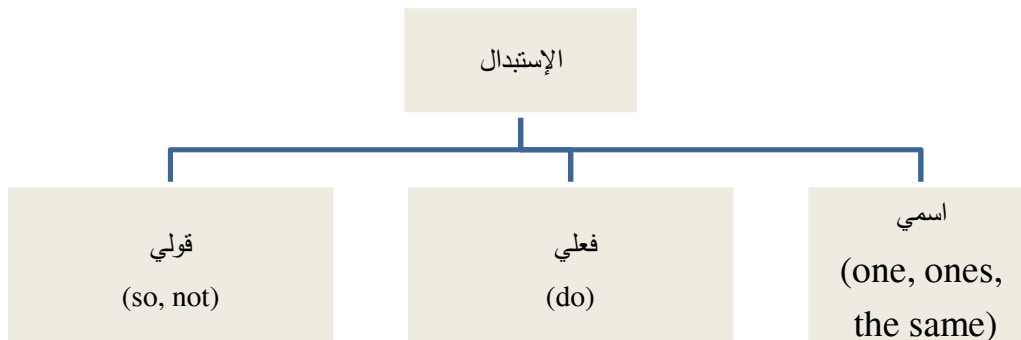 الإستبدال
اسمي
(one, ones,
the same)
فعلي
(do)
قولي
(so, not)